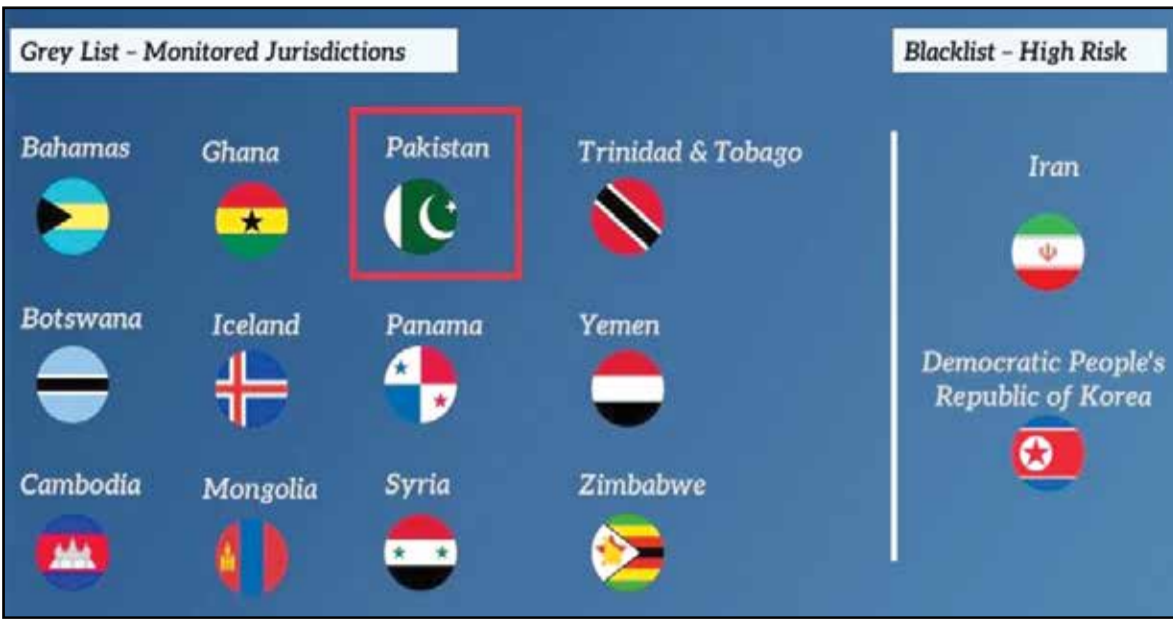 Grey List – Monitored Jurisdictions
Blacklist – High Risk
Bahamas
Ghana
Pakistan
Trinidad & Tobago
Botswana
Iceland
Panama
Yemen
Cambodia
Mongolia
Syria
Zimbabwe
Iran
Democratic People's
Republic of Korea